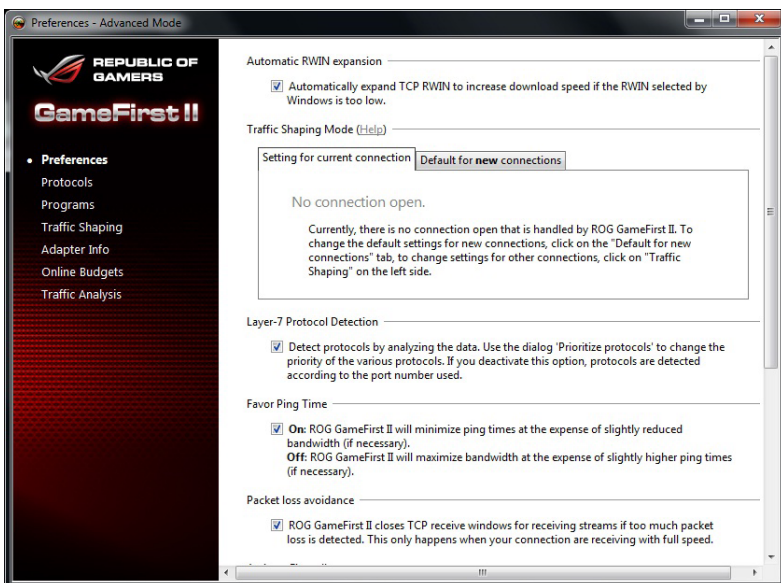 Preferences - Advanced Mode
REPUBLIC OF
GAMERS
GameFirst II
Preferences
Protocols
Programs
Traffic Shaping
Adapter Info
Online Budgets
Traffic Analysis
Automatic RWIN expansion
Automatically expand TCP RWIN to increase download speed if the RWIN selected by
Windows is too low.
Traffic Shaping Mode (Help)
Setting for current connection
Default for new connections
No connection open.
Currently, there is no connection open that is handled by ROG GameFirst II. To
change the default settings for new connections, click on the "Default for new
connections" tab, to change settings for other connections, click on "Traffic
Shaping" on the left side.
Layer-7 Protocol Detection
Detect protocols by analyzing the data. Use the dialog 'Prioritize protocols' to change the
priority of the various protocols. If you deactivate this option, protocols are detected
according to the port number used.
Favor Ping Time
On: ROG GameFirst II will minimize ping times at the expense of slightly reduced
bandwidth (if necessary).
Off: ROG GameFirst II will maximize bandwidth at the expense of slightly higher ping times
(if necessary).
Packet loss avoidance
ROG GameFirst II closes TCP receive windows for receiving streams if too much packet
loss is detected. This only happens when your connection are receiving with full speed.